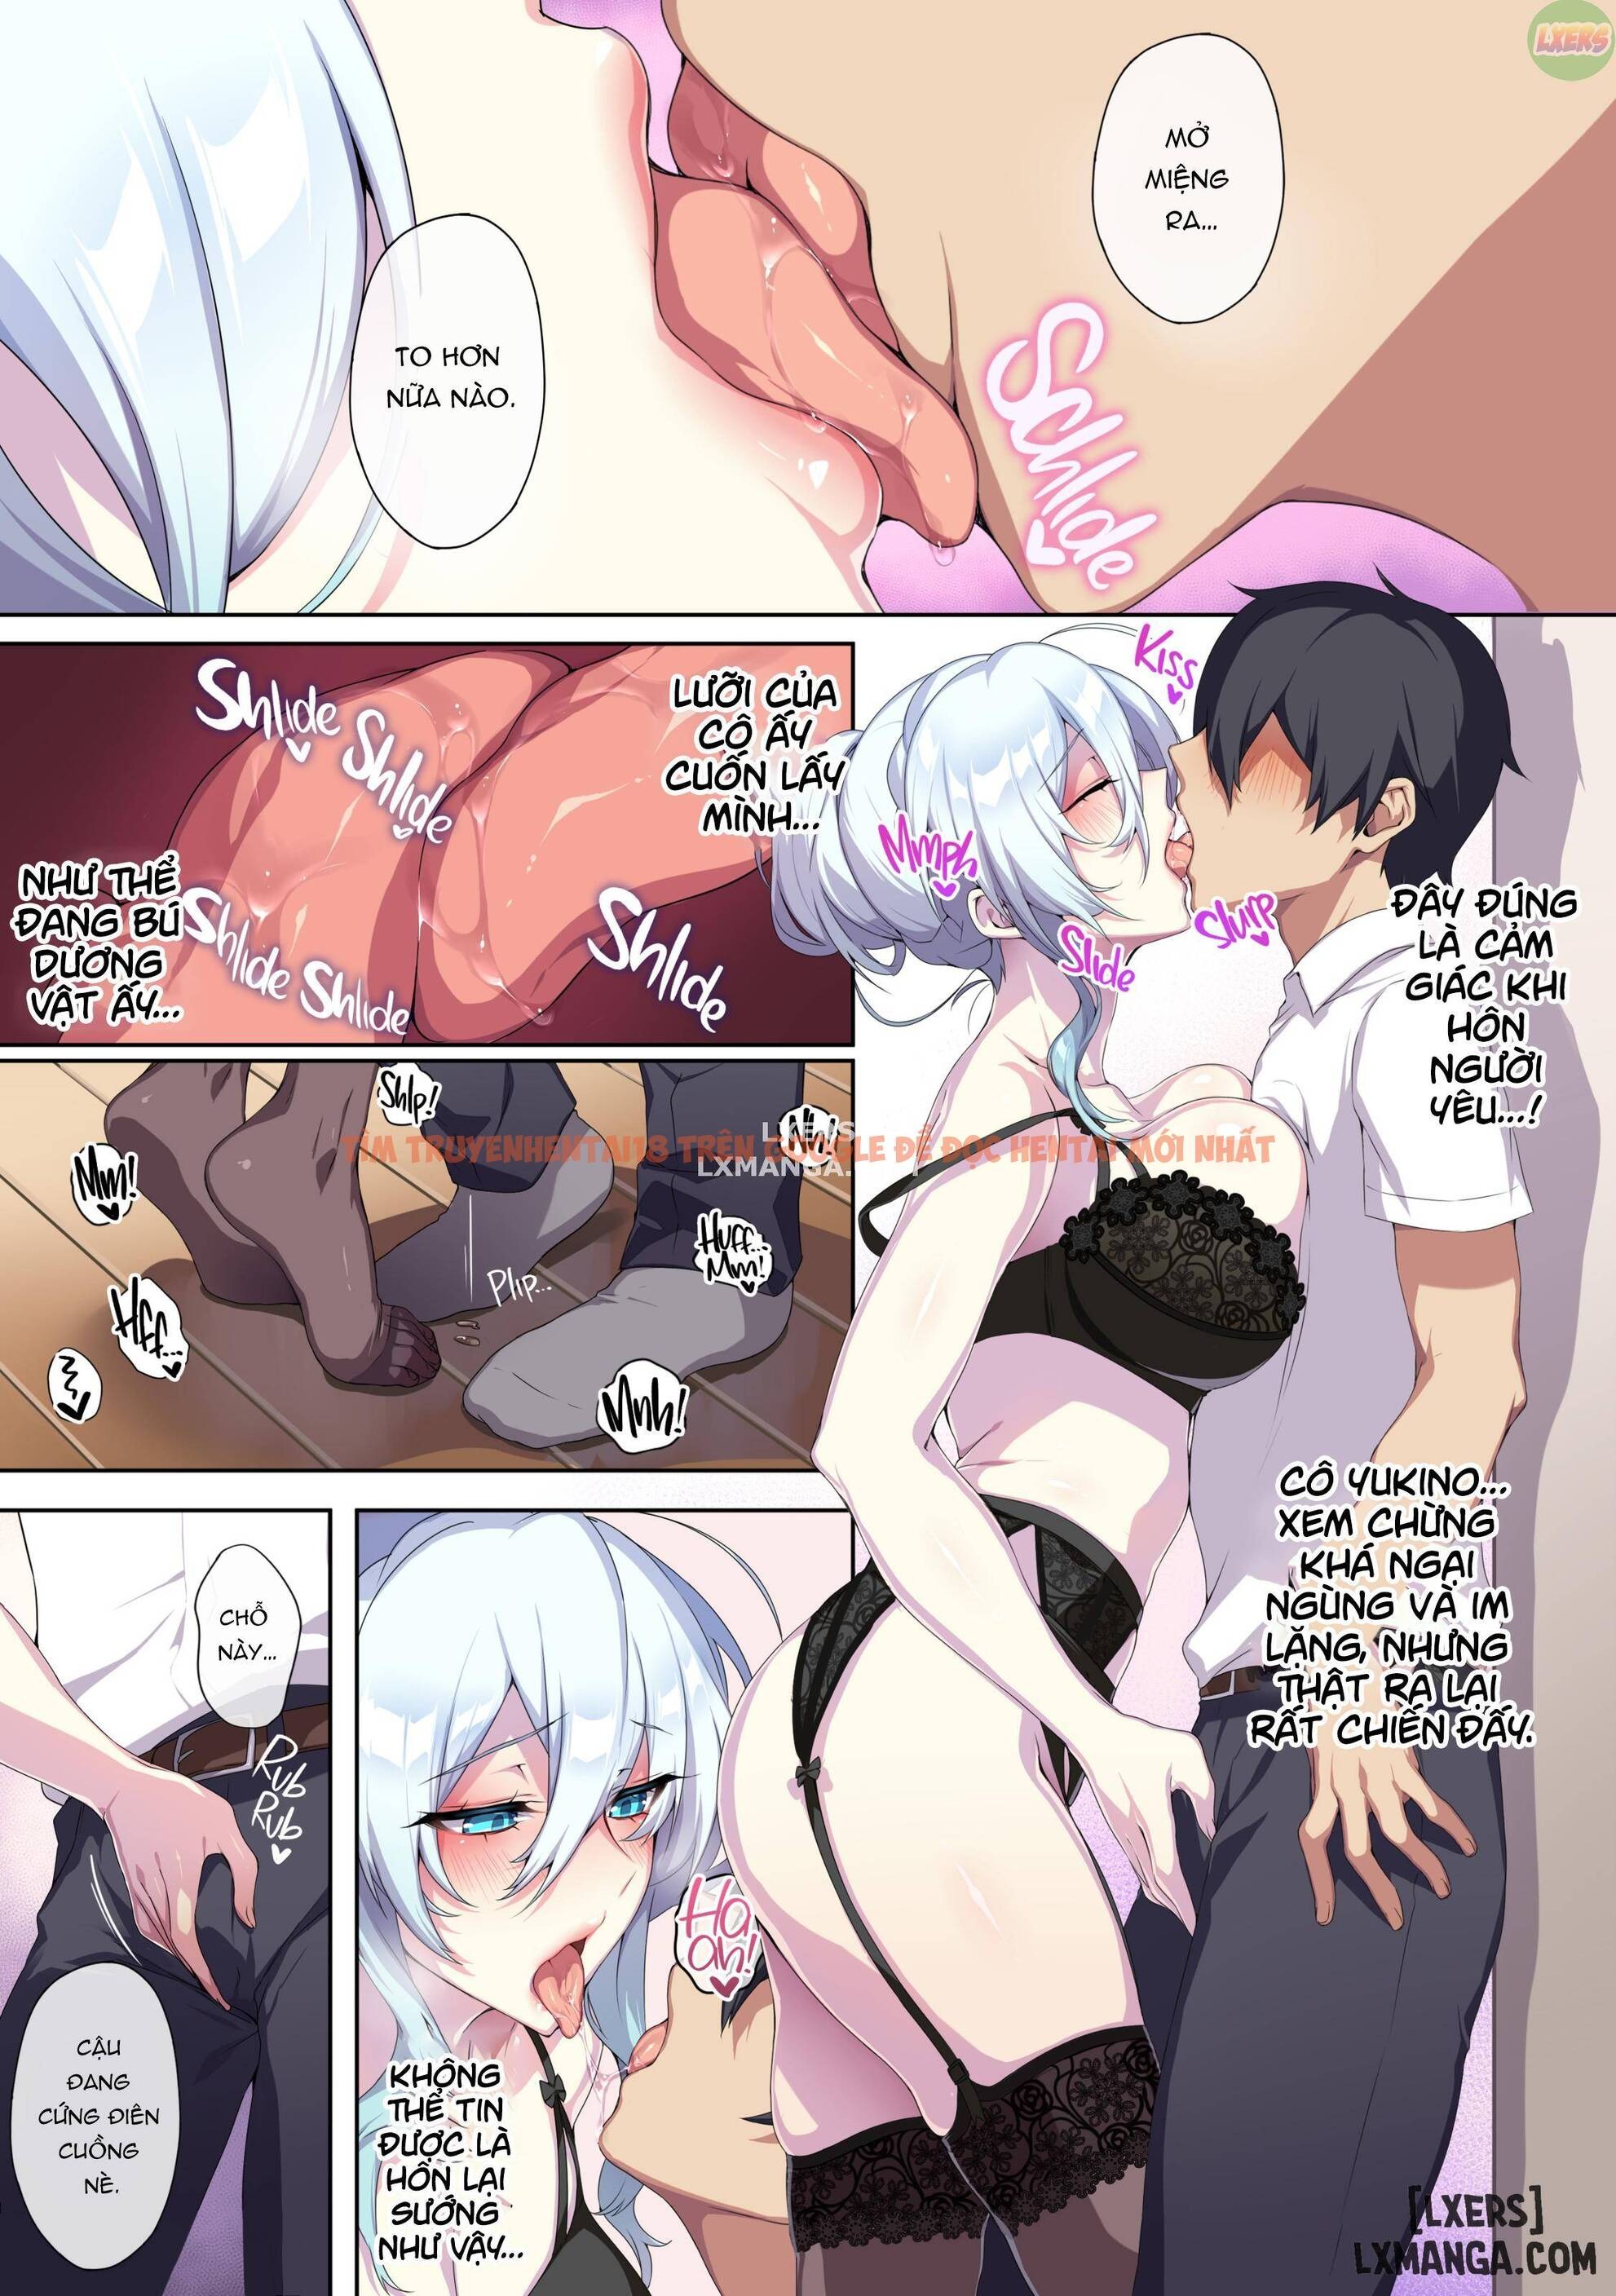 LXERS
MỞ
MIỆNG
RA...
TO HƠN
NỮA NÀO.
Schlide
KISS
Mmph
Slurp
Slide
ĐÂY ĐÚNG
LÀ CẢM
GIÁC KHI
HÔN
NGƯỜI
YÊU...!
LƯỠI CỦA
CÔ ẤY
CUỐN LẤY
MÌNH...
Shlide
Shlide
Shlide
Shlide
Shlide
NHƯ THỂ
ĐANG BÚ
DƯƠNG
VẬT ẤY...
Shlp!
Nh!
Mm!
TÌM TRUYENHENTAI18 TRÊN GOOGLE ĐỂ ĐỌC HENTAI MỚI NHẤT
LXERS
LXMANGA.
Huff...
Mm!
Plip...
Hff...
Mnh!
CÔ YUKINO...
XEM CHỪNG
KHÁ NGẠI
NGÙNG VÀ IM
LẶNG, NHƯNG
THẬT RA LẠI
RẤT CHIẾN ĐẤY.
Ha
ah!
KHÔNG
THỂ TIN
ĐƯỢC LÀ
HÔN LẠI
SƯỚNG
NHƯ VẬY...
CHỖ
NÀY...
Rub
Rub
CẬU
ĐANG
CỨNG ĐIÊN
CUỒNG
NÈ.
[LXERS]
LXMANGA.COM